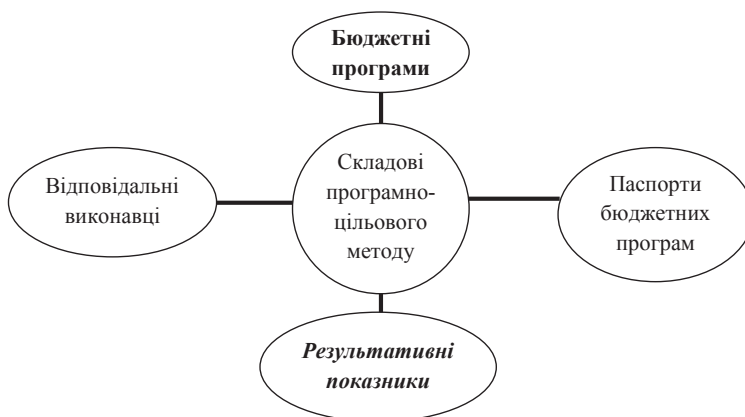 Бюджетні
програми
Відповідальні
виконавці
Складові
програмно-
цільового
методу
Паспорти
бюджетних
програм
Результативні
показники